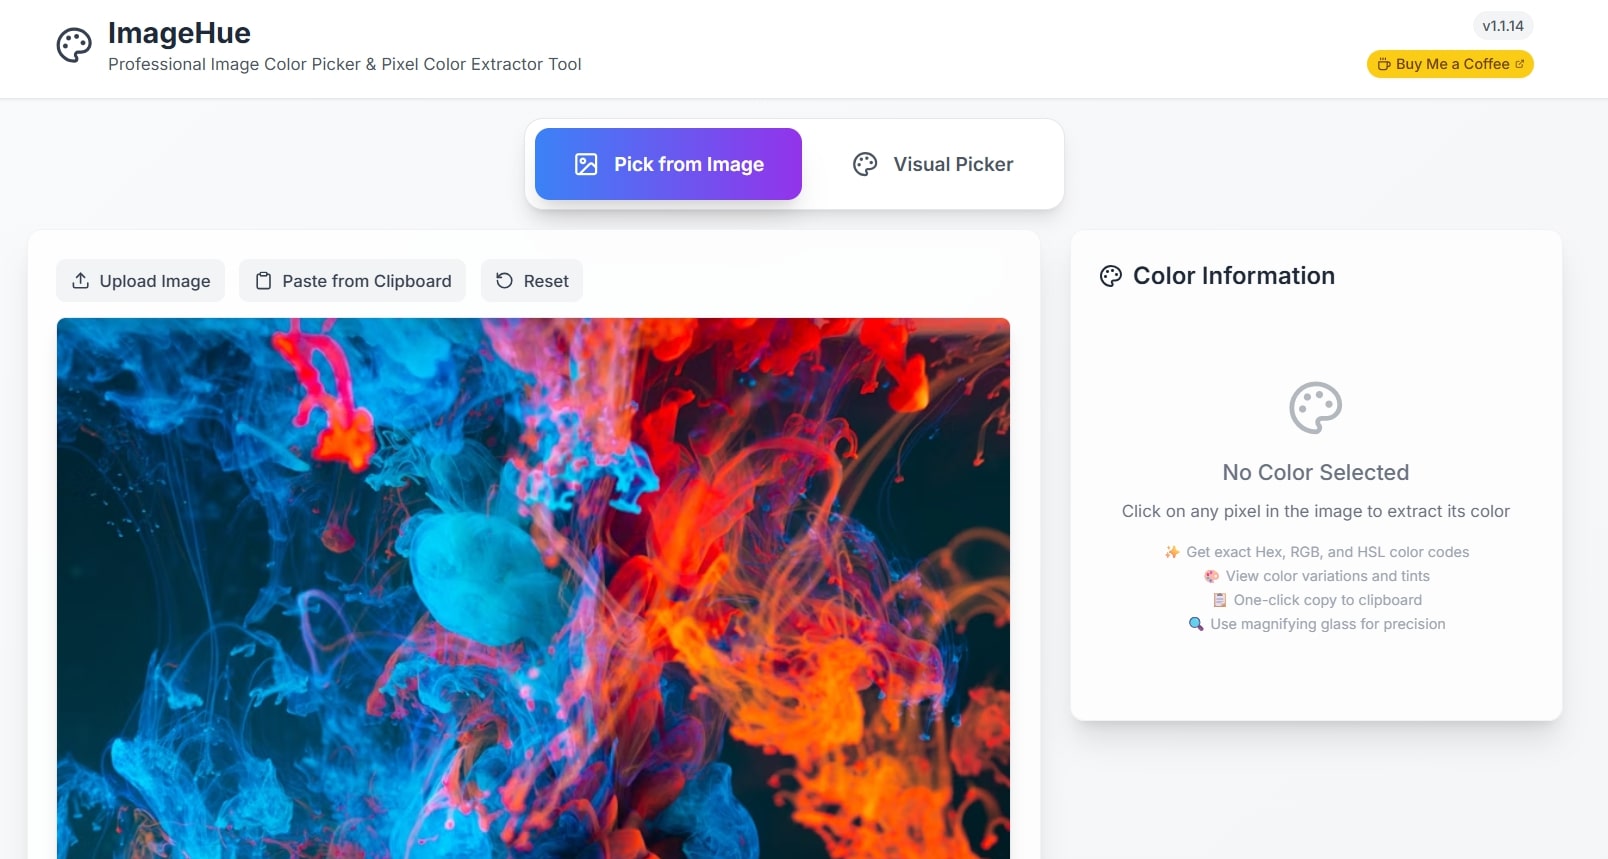 ImageHue
Professional Image Color Picker & Pixel Color Extractor Tool
v1.1.14
Buy Me a Coffee
Pick from Image
Visual Picker
Upload Image
Paste from Clipboard
Reset
Color Information
No Color Selected
Click on any pixel in the image to extract its color
✨ Get exact Hex, RGB, and HSL color codes
🎨 View color variations and tints
📋 One-click copy to clipboard
🔍 Use magnifying glass for precision